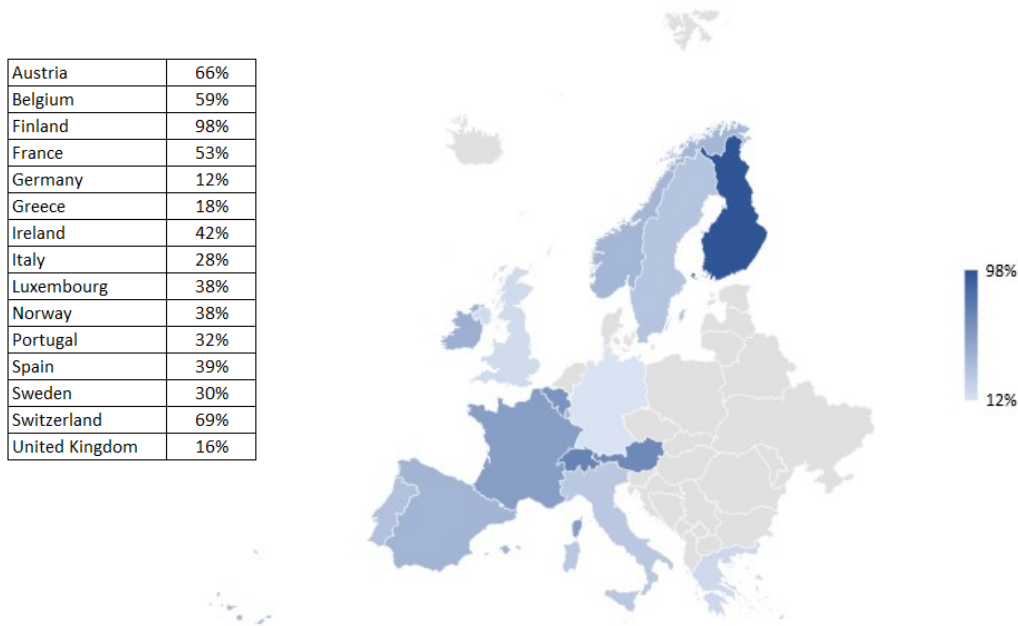 Austria 66%
Belgium 59%
Finland 98%
France 53%
Germany 12%
Greece 18%
Ireland 42%
Italy 28%
Luxembourg 38%
Norway 38%
Portugal 32%
Spain 39%
Sweden 30%
Switzerland 69%
United Kingdom 16%
98%
12%